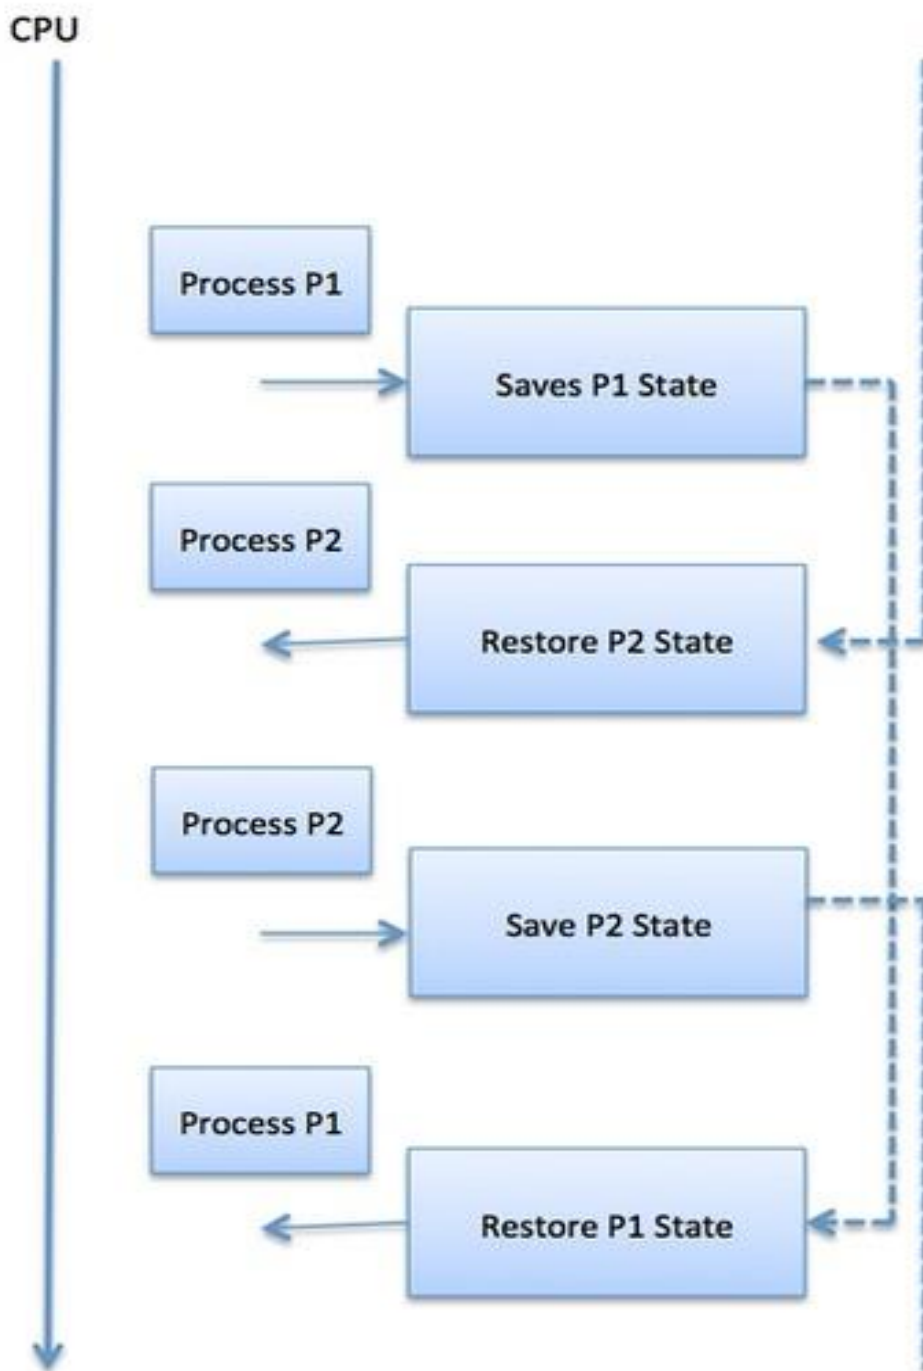 CPU
Process P1
Saves P1 State
Process P2
Restore P2 State
Process P2
Save P2 State
Process P1
Restore P1 State